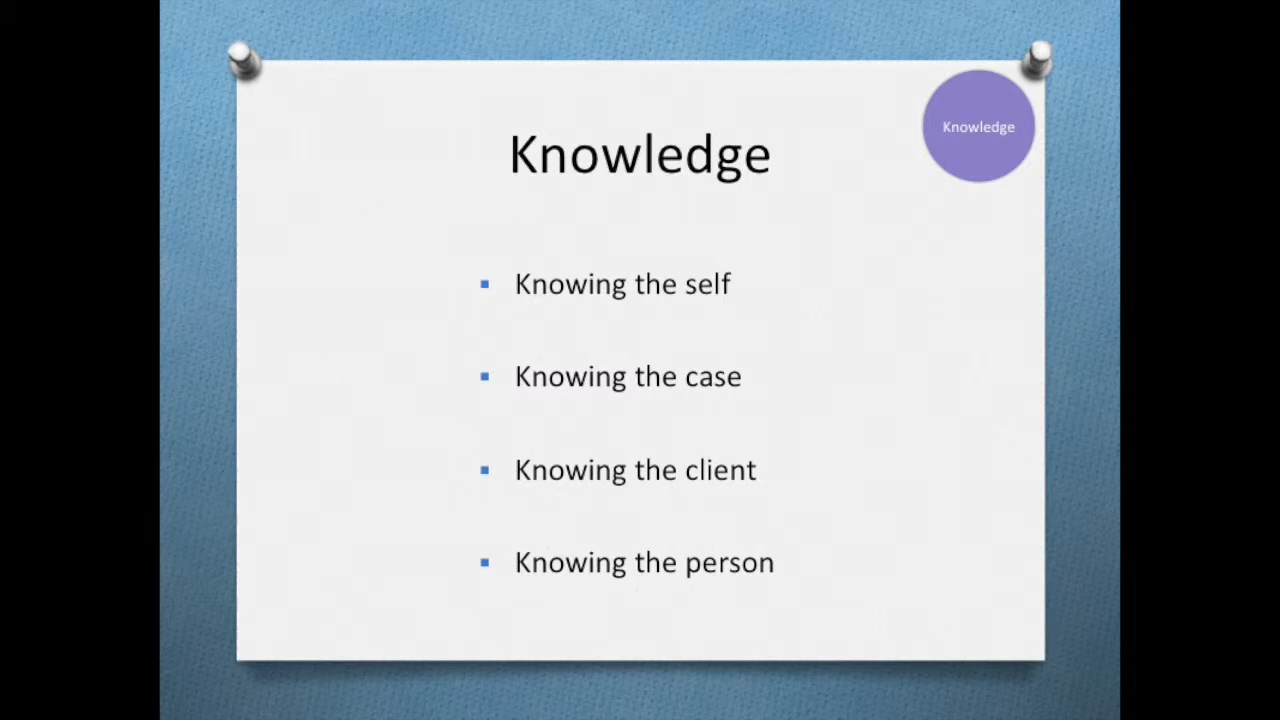 Knowledge
Knowledge
Knowing the self
Knowing the case
Knowing the client
Knowing the person